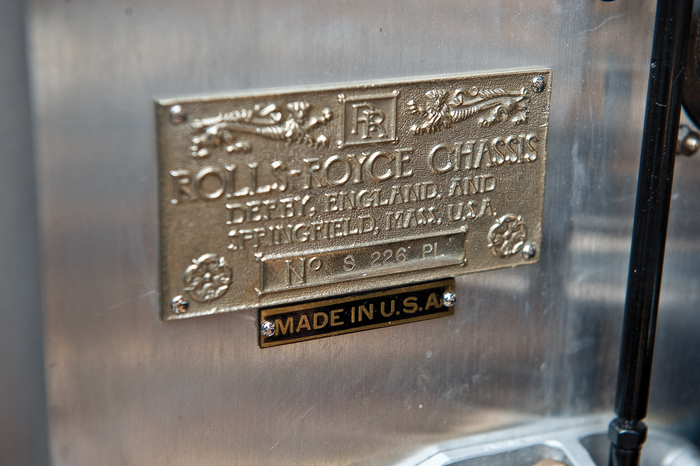 RR
ROLLS-ROYCE CHASSIS
DERBY, ENGLAND, AND
SPRINGFIELD, MASS. U.S.A.
No S 226 PL
MADE IN U.S.A.